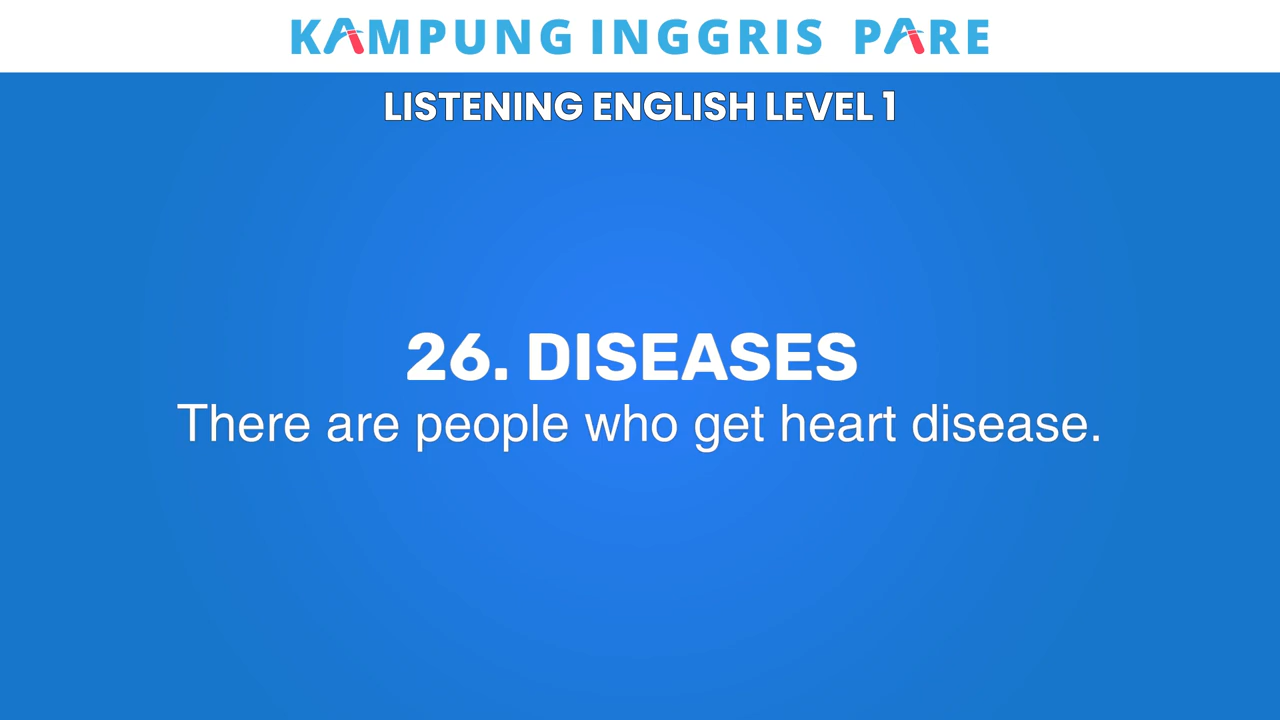 KAMPUNG INGGRIS PARE
LISTENING ENGLISH LEVEL 1
26. DISEASES
There are people who get heart disease.